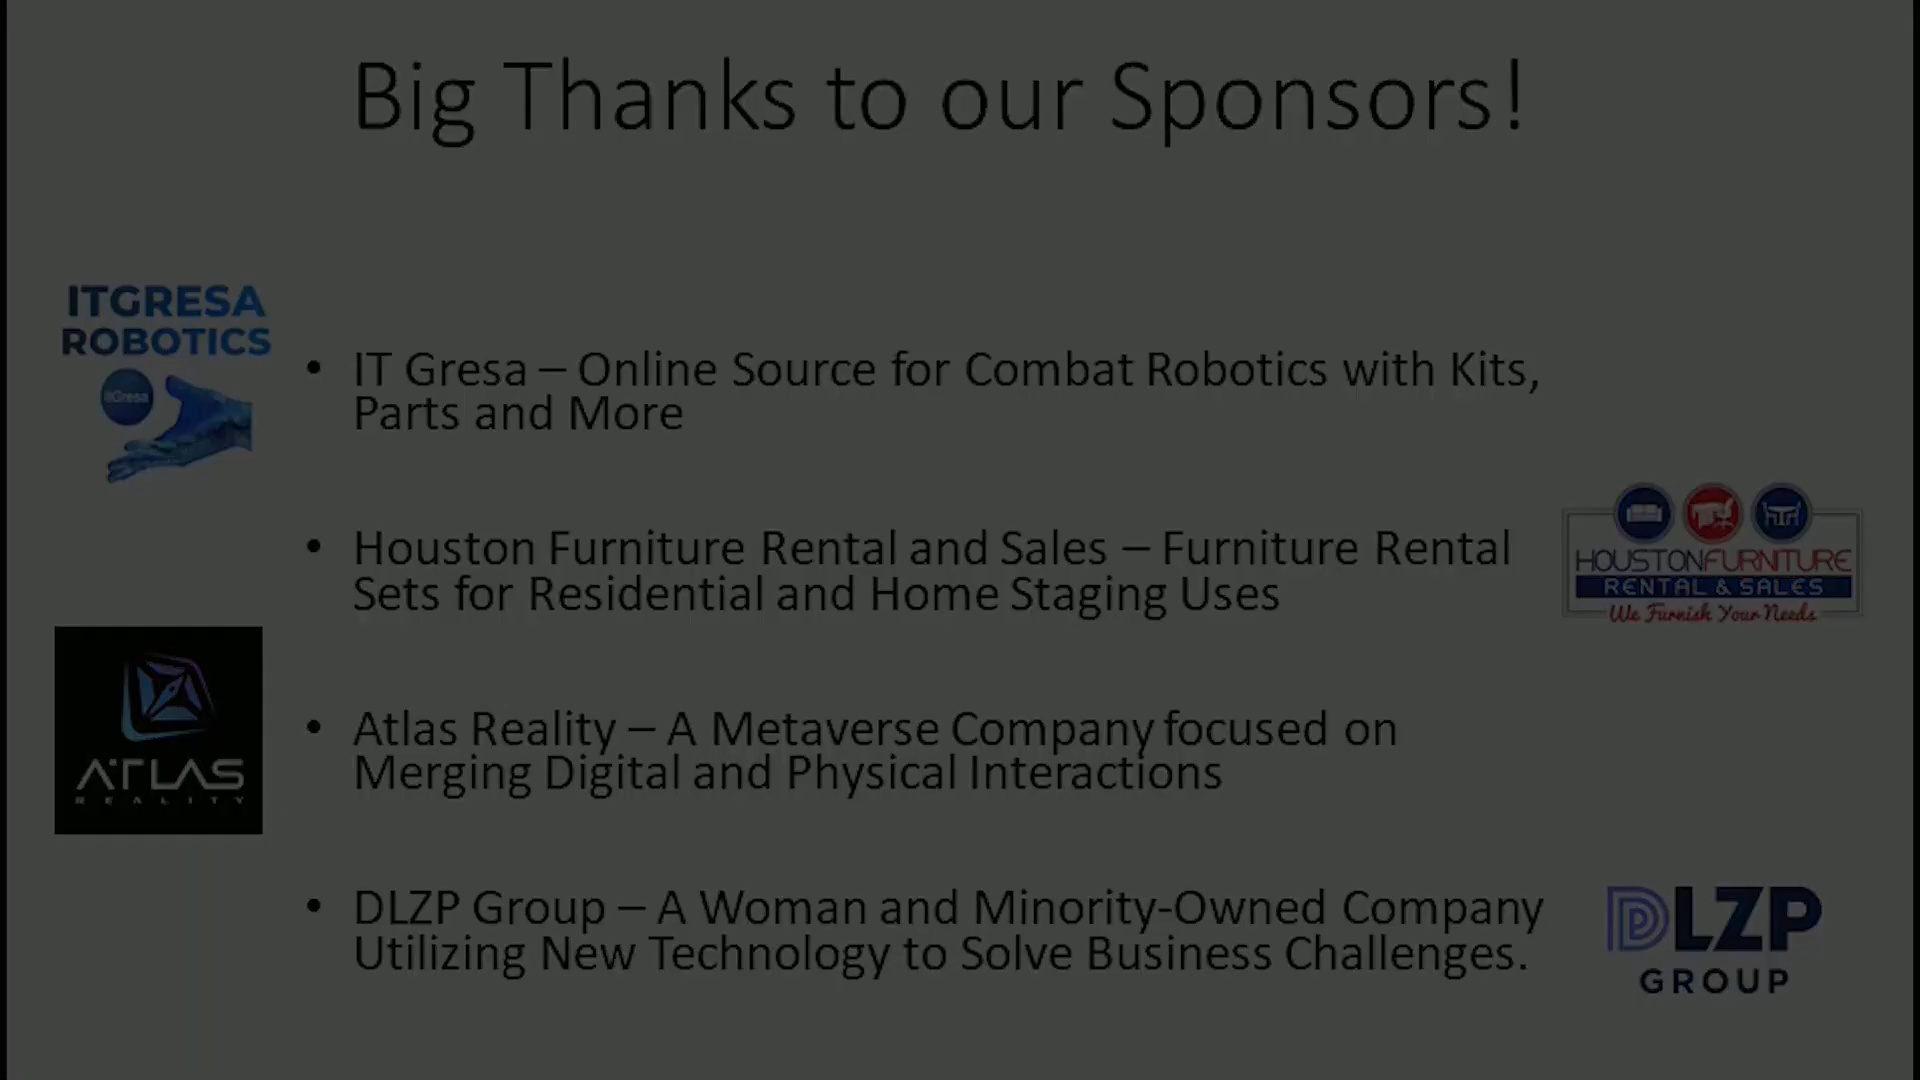 Big Thanks to our Sponsors!
ITGRESA
ROBOTICS
itGresa
• IT Gresa – Online Source for Combat Robotics with Kits,
Parts and More
• Houston Furniture Rental and Sales – Furniture Rental
Sets for Residential and Home Staging Uses
HOUSTONFURNITURE
RENTAL & SALES
We Furnish Your Needs
ATLAS
REALITY
• Atlas Reality – A Metaverse Company focused on
Merging Digital and Physical Interactions
• DLZP Group – A Woman and Minority-Owned Company
Utilizing New Technology to Solve Business Challenges.
DLZP
GROUP